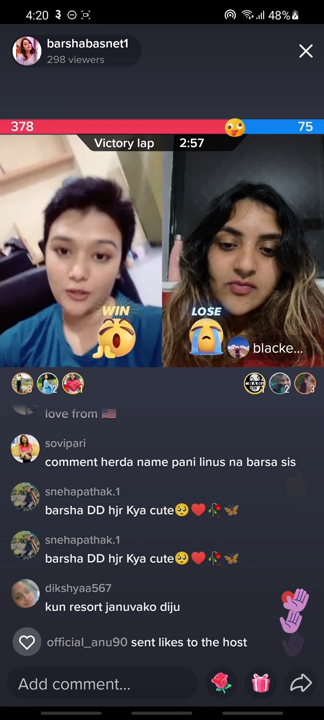 4:20
48%
barshabasnet1
298 viewers
378
75
Victory lap 2:57
WIN
LOSE
blacke...
love from 🇺🇸
sovipari
comment herda name pani linus na barsa sis
snehapathak.1
barsha DD hjr Kya cute🥺♥️🥀🦋
snehapathak.1
barsha DD hjr Kya cute🥺♥️🥀🦋
dikshyaa567
kun resort januvako diju
official_anu90 sent likes to the host
Add comment...